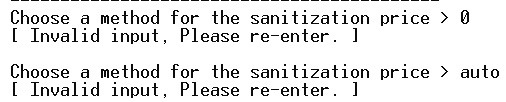 Choose a method for the sanitization price > 0
[ Invalid input, Please re-enter. ]
Choose a method for the sanitization price > auto
[ Invalid input, Please re-enter. ]